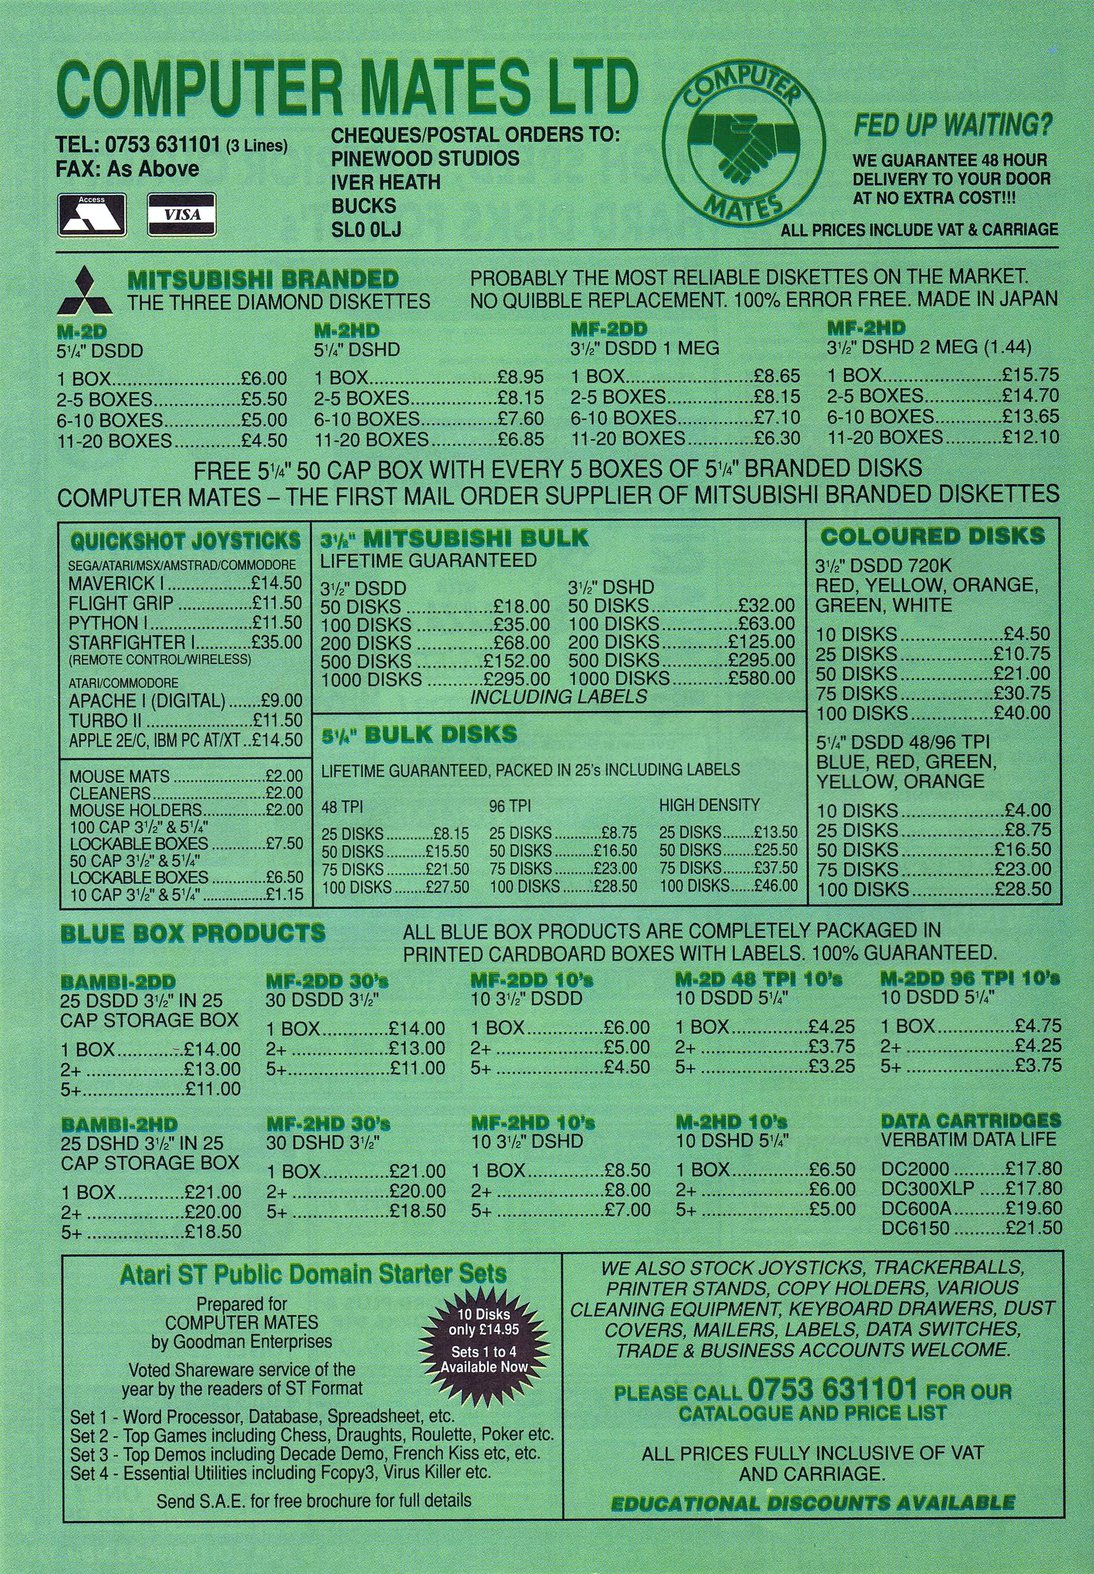 COMPUTER MATES LTD
TEL: 0753 631101 (3 Lines)
FAX: As Above
Access
VISA
CHEQUES/POSTAL ORDERS TO:
PINEWOOD STUDIOS
IVER HEATH
BUCKS
SL0 0LJ
COMPUTER
MATES
FED UP WAITING?
WE GUARANTEE 48 HOUR
DELIVERY TO YOUR DOOR
AT NO EXTRA COST!!!
ALL PRICES INCLUDE VAT & CARRIAGE
MITSUBISHI BRANDED
THE THREE DIAMOND DISKETTES
PROBABLY THE MOST RELIABLE DISKETTES ON THE MARKET.
NO QUIBBLE REPLACEMENT. 100% ERROR FREE. MADE IN JAPAN
M-2D
5¼" DSDD
1 BOX........................£6.00
2-5 BOXES................£5.50
6-10 BOXES..............£5.00
11-20 BOXES............£4.50
M-2HD
5¼" DSHD
1 BOX........................£8.95
2-5 BOXES................£8.15
6-10 BOXES..............£7.60
11-20 BOXES............£6.85
MF-2DD
3½" DSDD 1 MEG
1 BOX........................£8.65
2-5 BOXES................£8.15
6-10 BOXES..............£7.10
11-20 BOXES............£6.30
MF-2HD
3½" DSHD 2 MEG (1.44)
1 BOX......................£15.75
2-5 BOXES..............£14.70
6-10 BOXES............£13.65
11-20 BOXES..........£12.10
FREE 5¼" 50 CAP BOX WITH EVERY 5 BOXES OF 5¼" BRANDED DISKS
COMPUTER MATES – THE FIRST MAIL ORDER SUPPLIER OF MITSUBISHI BRANDED DISKETTES
QUICKSHOT JOYSTICKS
SEGA/ATARI/MSX/AMSTRAD/COMMODORE
MAVERICK I ................£14.50
FLIGHT GRIP ..............£11.50
PYTHON I...................£11.50
STARFIGHTER I..........£35.00
(REMOTE CONTROL/WIRELESS)
ATARI/COMMODORE
APACHE I (DIGITAL) ......£9.00
TURBO II ....................£11.50
APPLE 2E/C, IBM PC AT/XT ..£14.50
MOUSE MATS ..................£2.00
CLEANERS......................£2.00
MOUSE HOLDERS.............£2.00
100 CAP 3½" & 5¼"
LOCKABLE BOXES ...........£7.50
50 CAP 3½" & 5¼"
LOCKABLE BOXES ...........£6.50
10 CAP 3½" & 5¼" ................£1.15
3½" MITSUBISHI BULK
LIFETIME GUARANTEED
3½" DSDD
50 DISKS ................£18.00
100 DISKS ..............£35.00
200 DISKS ..............£68.00
500 DISKS ............£152.00
1000 DISKS ..........£295.00
3½" DSHD
50 DISKS................£32.00
100 DISKS ..............£63.00
200 DISKS ............£125.00
500 DISKS ............£295.00
1000 DISKS..........£580.00
INCLUDING LABELS
5¼" BULK DISKS
LIFETIME GUARANTEED, PACKED IN 25's INCLUDING LABELS
48 TPI
25 DISKS ...........£8.15
50 DISKS .........£15.50
75 DISKS .........£21.50
100 DISKS........£27.50
96 TPI
25 DISKS ...........£8.75
50 DISKS .........£16.50
75 DISKS .........£23.00
100 DISKS .......£28.50
HIGH DENSITY
25 DISKS........£13.50
50 DISKS........£25.50
75 DISKS........£37.50
100 DISKS ......£46.00
COLOURED DISKS
3½" DSDD 720K
RED, YELLOW, ORANGE,
GREEN, WHITE
10 DISKS...................£4.50
25 DISKS.................£10.75
50 DISKS.................£21.00
75 DISKS.................£30.75
100 DISKS...............£40.00
5¼" DSDD 48/96 TPI
BLUE, RED, GREEN,
YELLOW, ORANGE
10 DISKS...................£4.00
25 DISKS...................£8.75
50 DISKS.................£16.50
75 DISKS.................£23.00
100 DISKS...............£28.50
BLUE BOX PRODUCTS
ALL BLUE BOX PRODUCTS ARE COMPLETELY PACKAGED IN
PRINTED CARDBOARD BOXES WITH LABELS. 100% GUARANTEED.
BAMBI-2DD
25 DSDD 3½" IN 25
CAP STORAGE BOX
1 BOX............£14.00
2+ ..................£13.00
5+...................£11.00
MF-2DD 30's
30 DSDD 3½"
1 BOX............£14.00
2+ ..................£13.00
5+...................£11.00
MF-2DD 10's
10 3½" DSDD
1 BOX..............£6.00
2+ ....................£5.00
5+.....................£4.50
M-2D 48 TPI 10's
10 DSDD 5¼"
1 BOX..............£4.25
2+ ....................£3.75
5+.....................£3.25
M-2DD 96 TPI 10's
10 DSDD 5¼"
1 BOX..............£4.75
2+ ....................£4.25
5+.....................£3.75
BAMBI-2HD
25 DSHD 3½" IN 25
CAP STORAGE BOX
1 BOX............£21.00
2+ ..................£20.00
5+ ..................£18.50
MF-2HD 30's
30 DSHD 3½"
1 BOX............£21.00
2+ ..................£20.00
5+ ..................£18.50
MF-2HD 10's
10 3½" DSHD
1 BOX..............£8.50
2+ ....................£8.00
5+ ....................£7.00
M-2HD 10's
10 DSHD 5¼"
1 BOX..............£6.50
2+ ....................£6.00
5+ ....................£5.00
DATA CARTRIDGES
VERBATIM DATA LIFE
DC2000 ..........£17.80
DC300XLP .....£17.80
DC600A..........£19.60
DC6150 ..........£21.50
Atari ST Public Domain Starter Sets
Prepared for
COMPUTER MATES
by Goodman Enterprises
Voted Shareware service of the
year by the readers of ST Format
10 Disks
only £14.95
Sets 1 to 4
Available Now
Set 1 - Word Processor, Database, Spreadsheet, etc.
Set 2 - Top Games including Chess, Draughts, Roulette, Poker etc.
Set 3 - Top Demos including Decade Demo, French Kiss etc, etc.
Set 4 - Essential Utilities including Fcopy3, Virus Killer etc.
Send S.A.E. for free brochure for full details
WE ALSO STOCK JOYSTICKS, TRACKERBALLS,
PRINTER STANDS, COPY HOLDERS, VARIOUS
CLEANING EQUIPMENT, KEYBOARD DRAWERS, DUST
COVERS, MAILERS, LABELS, DATA SWITCHES,
TRADE & BUSINESS ACCOUNTS WELCOME.
PLEASE CALL 0753 631101 FOR OUR
CATALOGUE AND PRICE LIST
ALL PRICES FULLY INCLUSIVE OF VAT
AND CARRIAGE.
EDUCATIONAL DISCOUNTS AVAILABLE